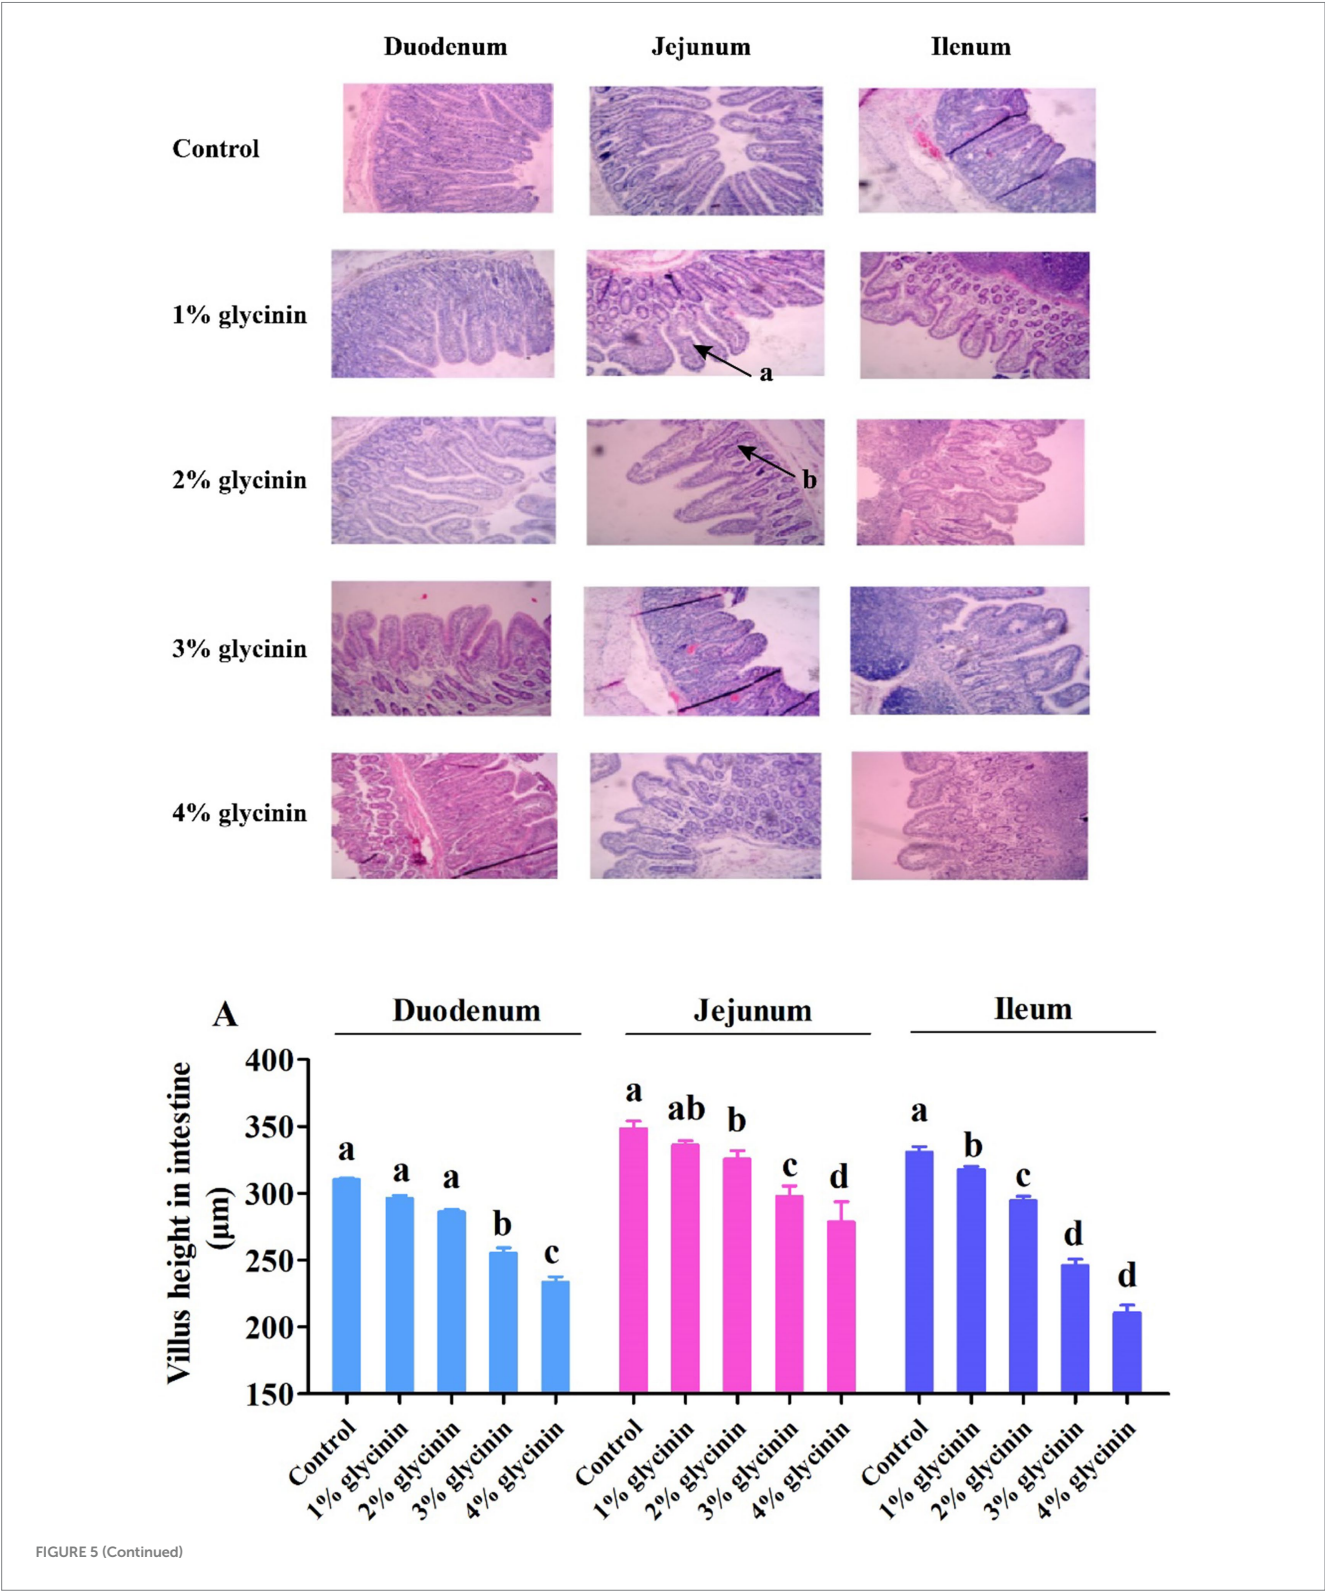 Duodenum Jejunum Ilenum
Control
1% glycinin
a
2% glycinin
b
3% glycinin
4% glycinin
A
Duodenum Jejunum Ileum
Villus height in intestine
(μm)
400
350
300
250
200
150
a a a b c
a ab b c d
a b c d d
Control 1% glycinin 2% glycinin 3% glycinin 4% glycinin
Control 1% glycinin 2% glycinin 3% glycinin 4% glycinin
Control 1% glycinin 2% glycinin 3% glycinin 4% glycinin
FIGURE 5 (Continued)